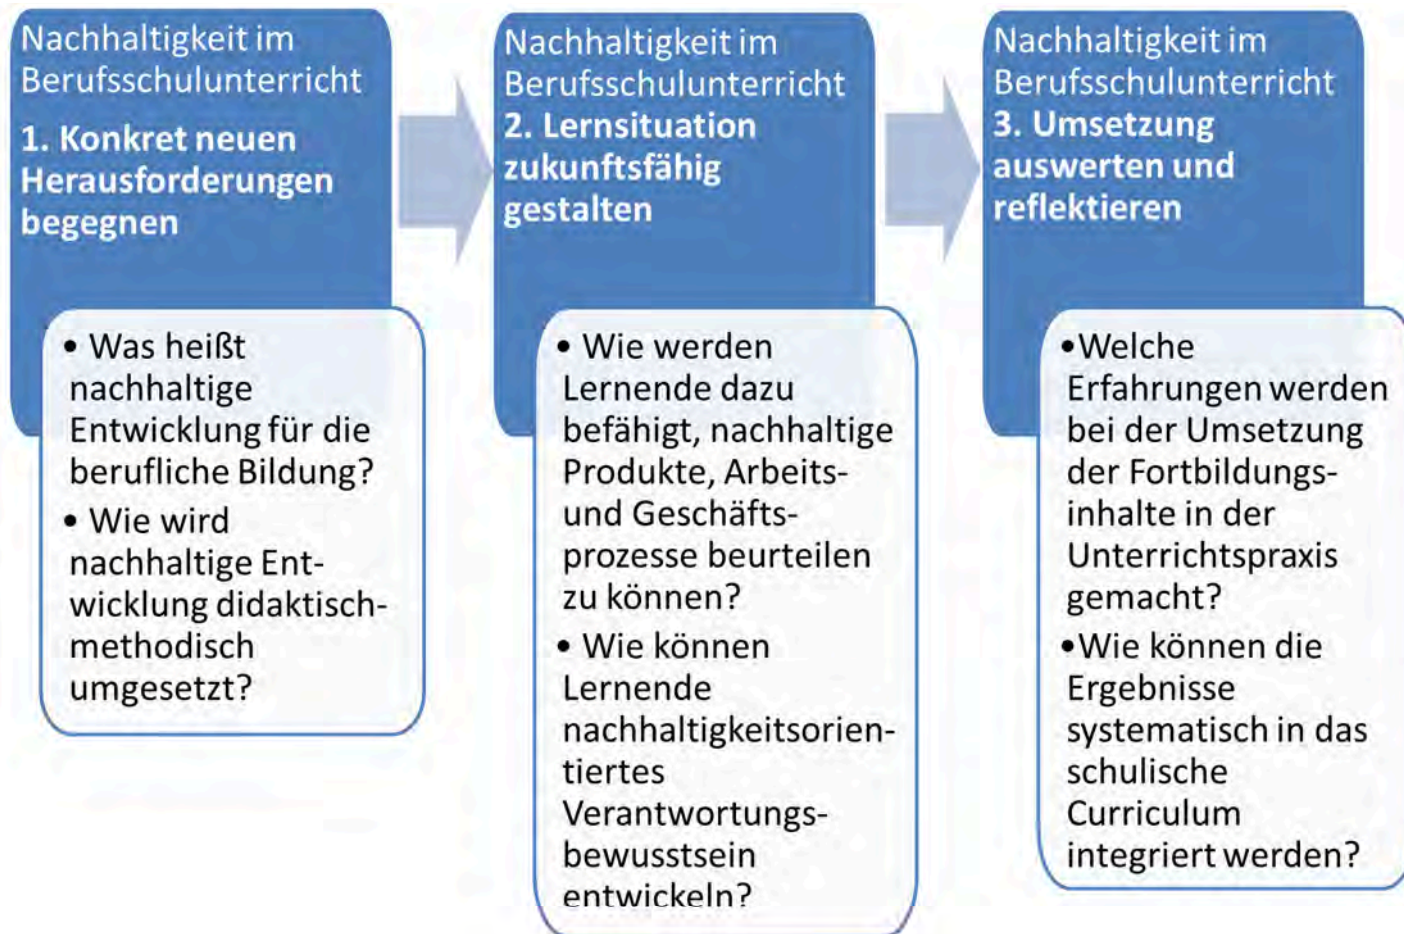 Nachhaltigkeit im
Berufsschulunterricht
1. Konkret neuen
Herausforderungen
begegnen
• Was heißt
nachhaltige
Entwicklung für die
berufliche Bildung?
• Wie wird
nachhaltige Ent-
wicklung didaktisch-
methodisch
umgesetzt?
Nachhaltigkeit im
Berufsschulunterricht
2. Lernsituation
zukunftsfähig
gestalten
• Wie werden
Lernende dazu
befähigt, nachhaltige
Produkte, Arbeits-
und Geschäfts-
prozesse beurteilen
zu können?
• Wie können
Lernende
nachhaltigkeitsorien-
tiertes
Verantwortungs-
bewusstsein
entwickeln?
Nachhaltigkeit im
Berufsschulunterricht
3. Umsetzung
auswerten und
reflektieren
•Welche
Erfahrungen werden
bei der Umsetzung
der Fortbildungs-
inhalte in der
Unterrichtspraxis
gemacht?
•Wie können die
Ergebnisse
systematisch in das
schulische
Curriculum
integriert werden?